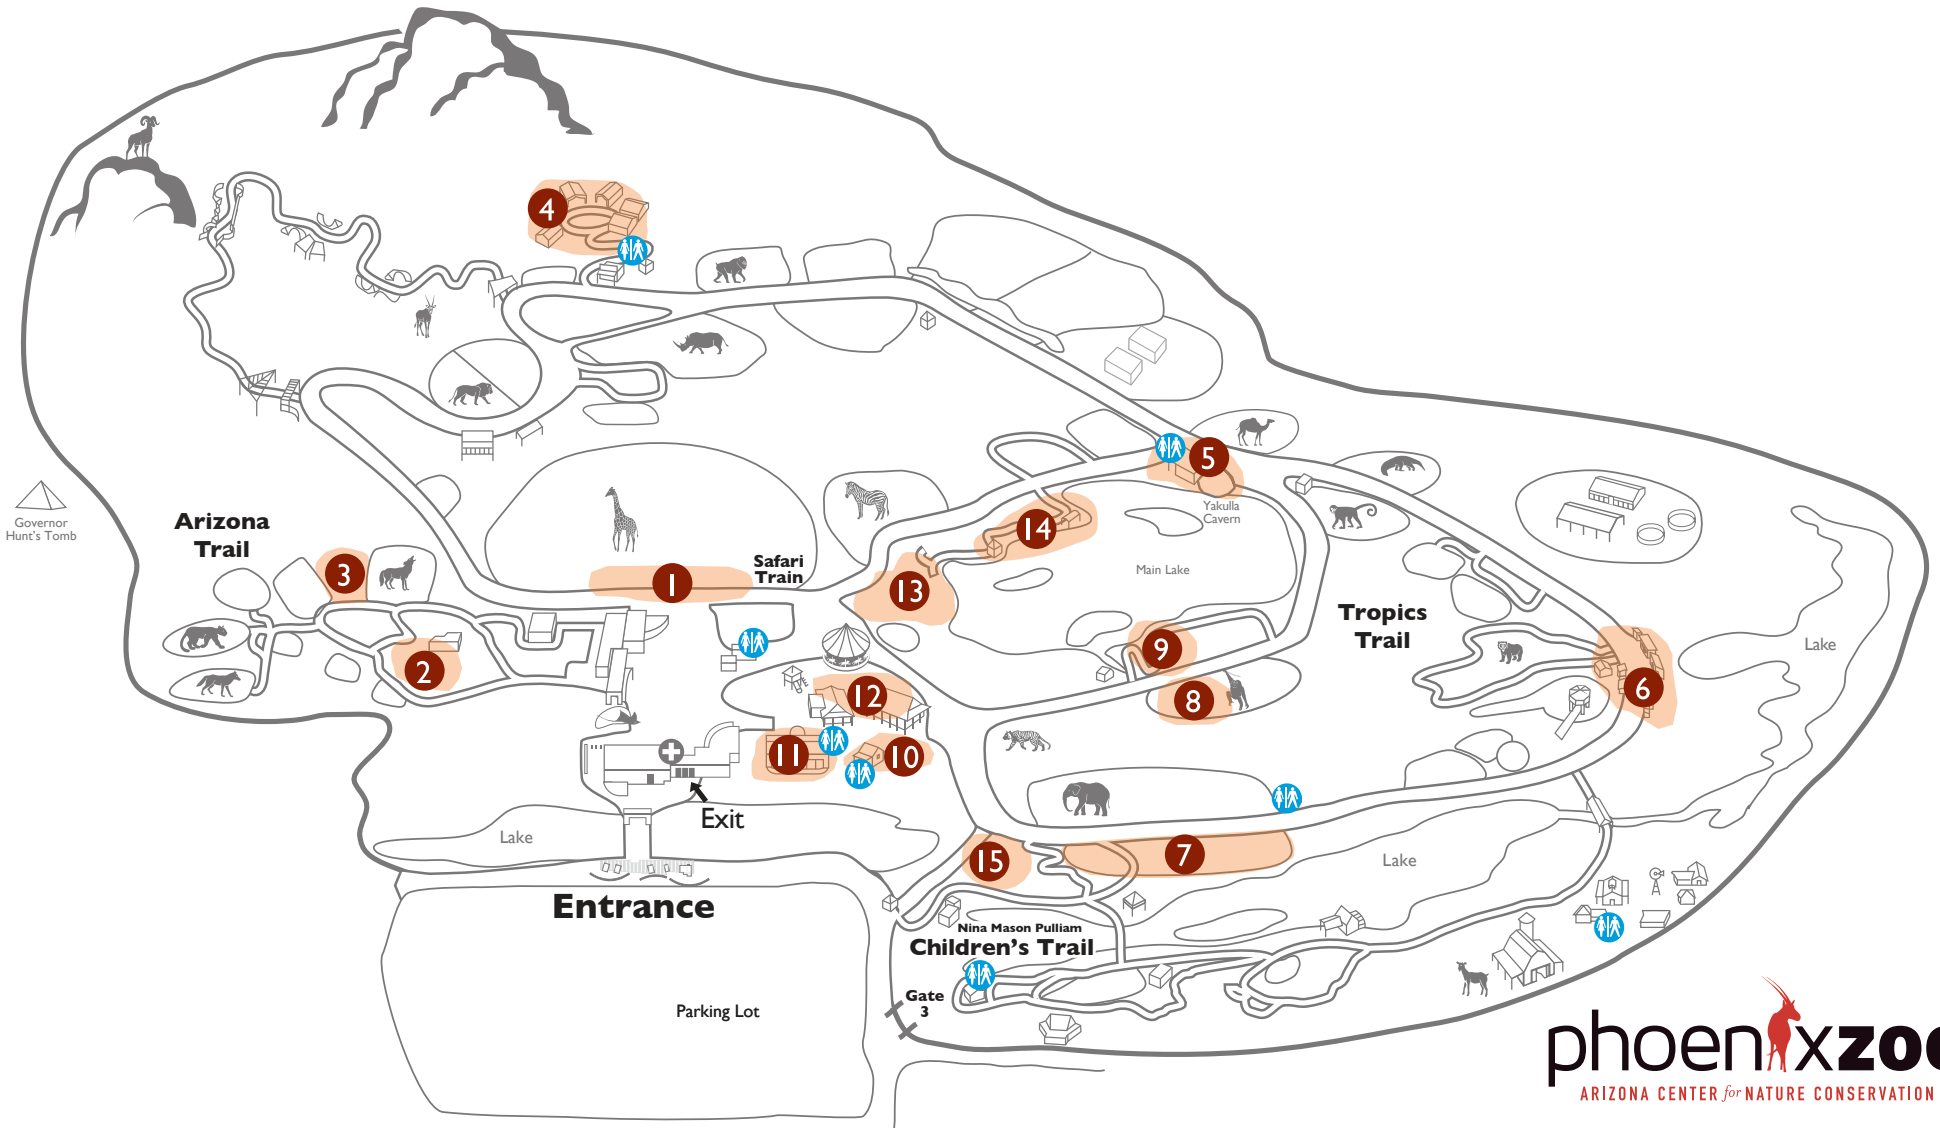 4
5
Governor
Hunt's Tomb
Arizona
Trail
Yakulla
Cavern
14
Safari
Train
3
1
13
Main Lake
Tropics
Trail
Lake
2
9
6
12
8
11
10
Exit
Lake
15
7
Lake
Entrance
Nina Mason Pulliam
Children's Trail
Gate
3
Parking Lot
phoenixzoo
ARIZONA CENTER for NATURE CONSERVATION